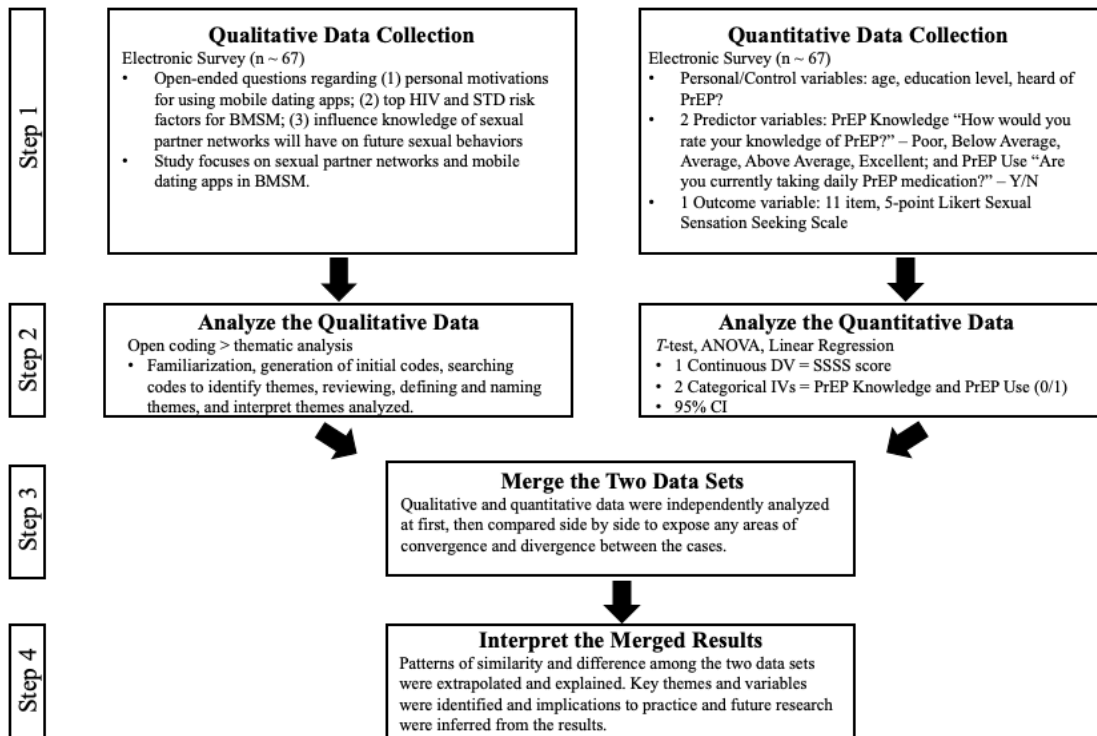 Step 1
Qualitative Data Collection
Electronic Survey (n ~ 67)
• Open-ended questions regarding (1) personal motivations
for using mobile dating apps; (2) top HIV and STD risk
factors for BMSM; (3) influence knowledge of sexual
partner networks will have on future sexual behaviors
• Study focuses on sexual partner networks and mobile
dating apps in BMSM.
Quantitative Data Collection
Electronic Survey (n ~ 67)
• Personal/Control variables: age, education level, heard of
PrEP?
• 2 Predictor variables: PrEP Knowledge “How would you
rate your knowledge of PrEP?” – Poor, Below Average,
Average, Above Average, Excellent; and PrEP Use “Are
you currently taking daily PrEP medication?” – Y/N
• 1 Outcome variable: 11 item, 5-point Likert Sexual
Sensation Seeking Scale
Step 2
Analyze the Qualitative Data
Open coding > thematic analysis
• Familiarization, generation of initial codes, searching
codes to identify themes, reviewing, defining and naming
themes, and interpret themes analyzed.
Analyze the Quantitative Data
T-test, ANOVA, Linear Regression
• 1 Continuous DV = SSSS score
• 2 Categorical IVs = PrEP Knowledge and PrEP Use (0/1)
• 95% CI
Step 3
Merge the Two Data Sets
Qualitative and quantitative data were independently analyzed
at first, then compared side by side to expose any areas of
convergence and divergence between the cases.
Step 4
Interpret the Merged Results
Patterns of similarity and difference among the two data sets
were extrapolated and explained. Key themes and variables
were identified and implications to practice and future research
were inferred from the results.